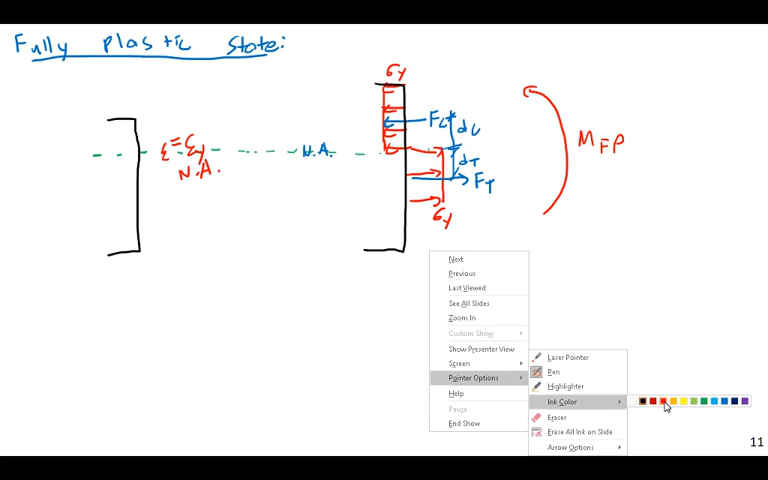 Fully plastic state:
σy
Fc
dc
MFP
ε=εy
N.A.
N.A.
dT
FT
σy
Next
Previous
Last Viewed
See All Slides
Zoom In
Custom Show
Show Presenter View
Screen
Pointer Options
Help
Pause
End Show
Laser Pointer
Pen
Highlighter
Ink Color
Eraser
Erase All Ink on Slide
Arrow Options
11